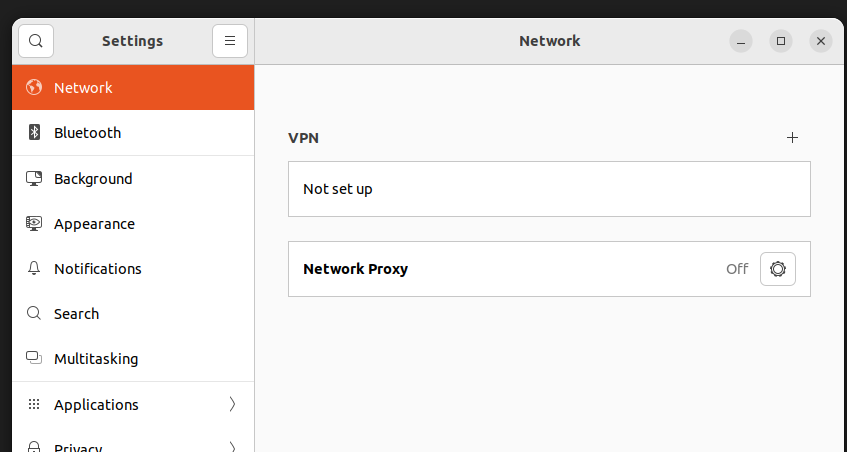 Settings
Network
Network
Bluetooth
Background
Appearance
Notifications
Search
Multitasking
Applications
Privacy
VPN
Not set up
Network Proxy Off